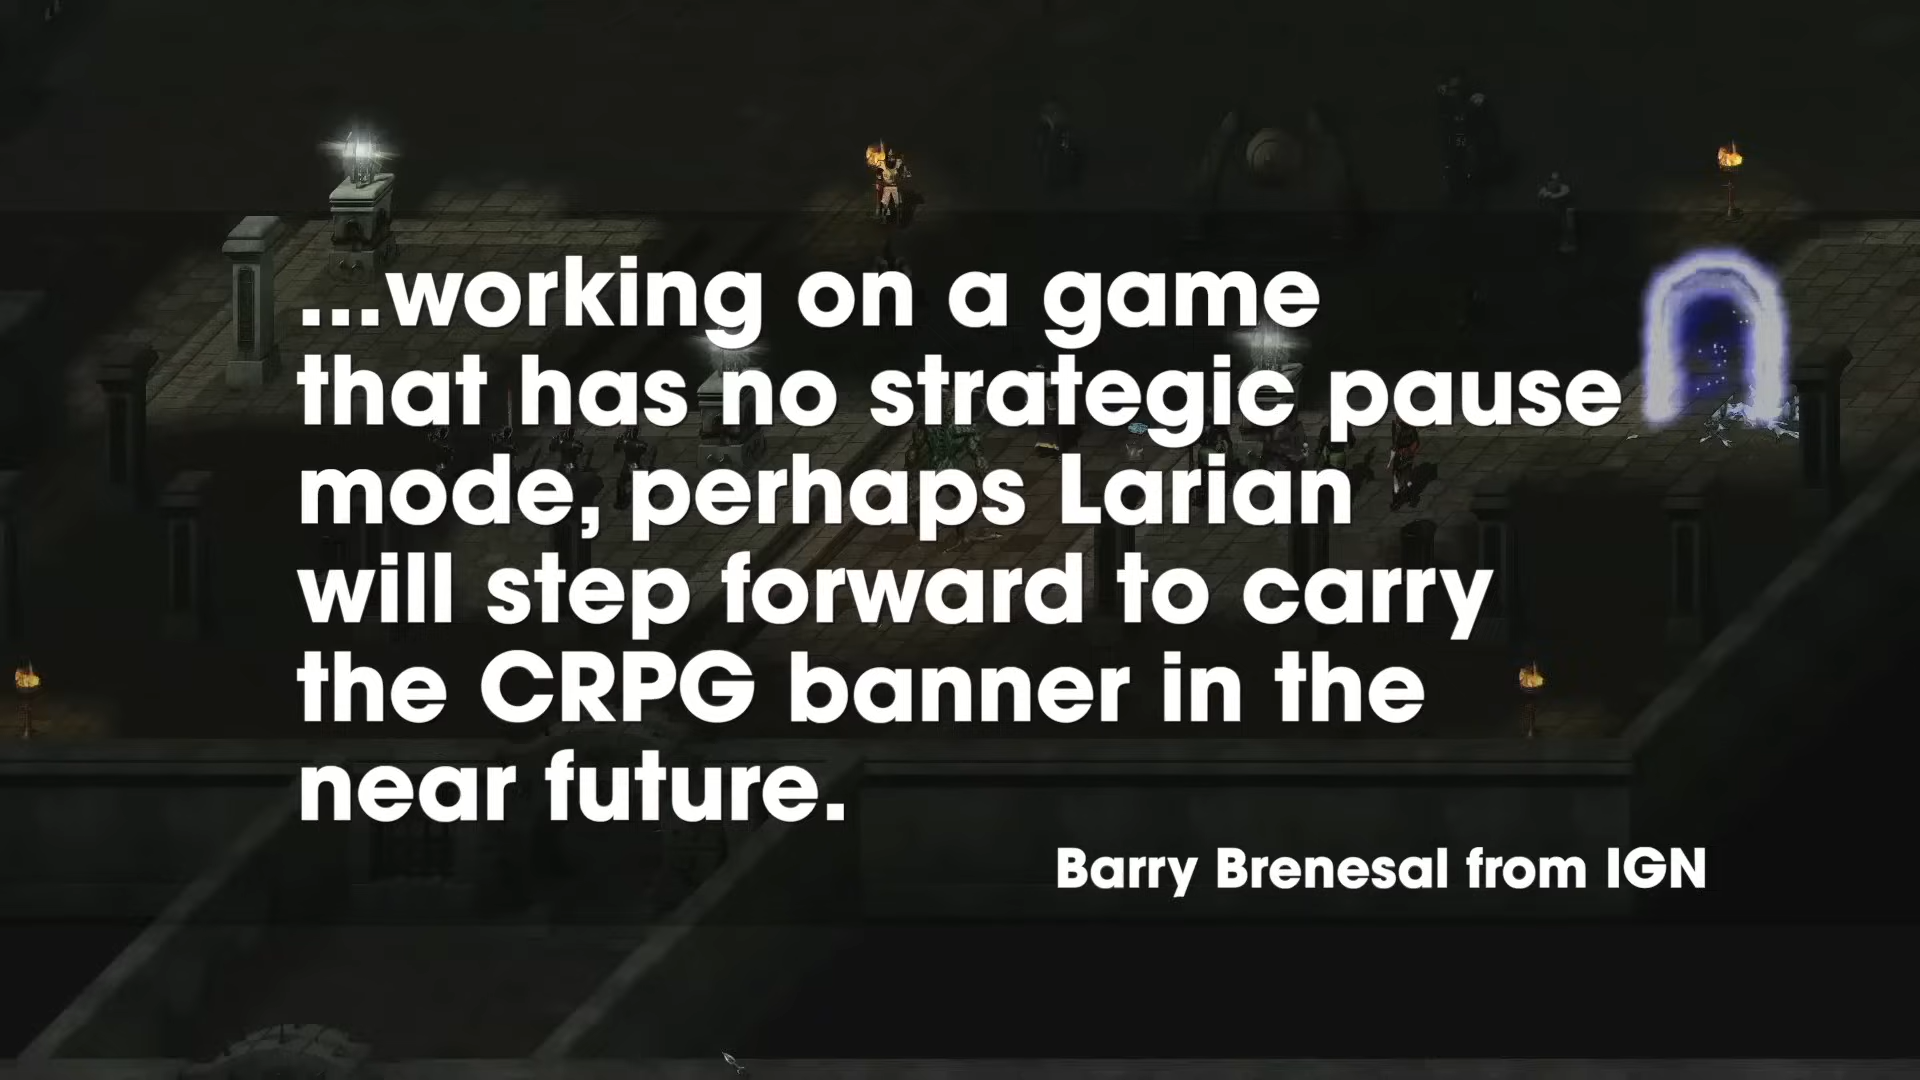 ...working on a game
that has no strategic pause
mode, perhaps Larian
will step forward to carry
the CRPG banner in the
near future.
Barry Brenesal from IGN